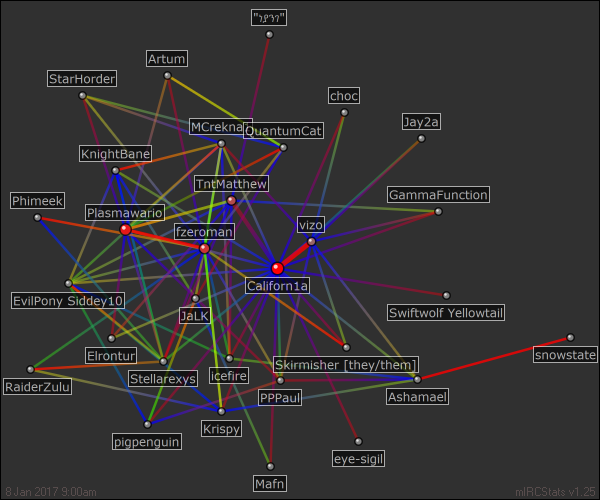 Artum
StarHorder
choc
MCrekna
QuantumCat
Jay2a
KnightBane
TntMatthew
GammaFunction
Phimeek
Plasmawario
fzeroman
vizo
Californ1a
EvilPony Siddey10
JaLK
Swiftwolf Yellowtail
Elrontur
Skirmisher [they/them]
snowstate
RaiderZulu
Stellarexys
icefire
PPPaul
Ashamael
pigpenguin
Krispy
eye-sigil
Mafn
8 Jan 2017 9:00am
mIRCStats v1.25